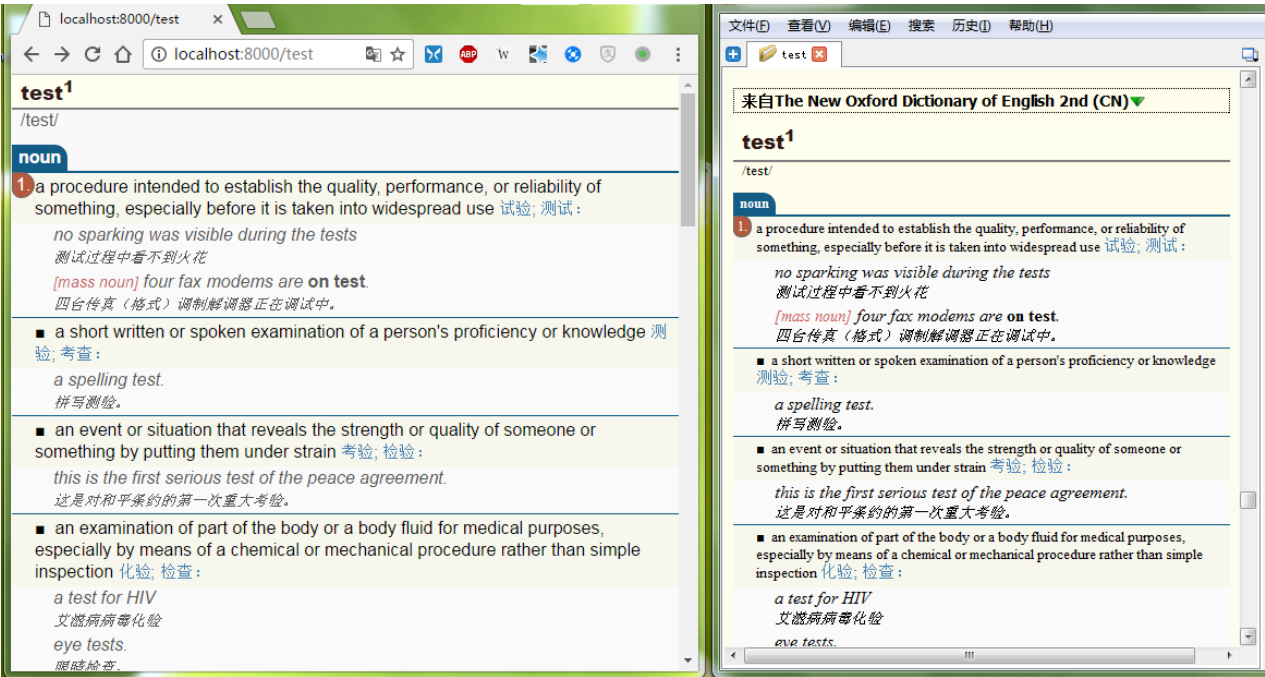 localhost:8000/test
localhost:8000/test
ABP
W
test1
/test/
noun
1.
a procedure intended to establish the quality, performance, or reliability of
something, especially before it is taken into widespread use 试验; 测试：
no sparking was visible during the tests
测试过程中看不到火花
[mass noun] four fax modems are on test.
四台传真（格式）调制解调器正在调试中。
■ a short written or spoken examination of a person's proficiency or knowledge 测
验; 考查：
a spelling test.
拼写测验。
■ an event or situation that reveals the strength or quality of someone or
something by putting them under strain 考验; 检验：
this is the first serious test of the peace agreement.
这是对和平条约的第一次重大考验。
■ an examination of part of the body or a body fluid for medical purposes,
especially by means of a chemical or mechanical procedure rather than simple
inspection 化验; 检查：
a test for HIV
艾滋病病毒化验
eye tests.
眼睛检查.
文件(F) 查看(V) 编辑(E) 搜索 历史(I) 帮助(H)
test
来自The New Oxford Dictionary of English 2nd (CN)
test1
/test/
noun
1.
a procedure intended to establish the quality, performance, or reliability of
something, especially before it is taken into widespread use 试验; 测试：
no sparking was visible during the tests
测试过程中看不到火花
[mass noun] four fax modems are on test.
四台传真（格式）调制解调器正在调试中。
■ a short written or spoken examination of a person's proficiency or knowledge
测验; 考查：
a spelling test.
拼写测验。
■ an event or situation that reveals the strength or quality of someone or
something by putting them under strain 考验; 检验：
this is the first serious test of the peace agreement.
这是对和平条约的第一次重大考验。
■ an examination of part of the body or a body fluid for medical purposes,
especially by means of a chemical or mechanical procedure rather than simple
inspection 化验; 检查：
a test for HIV
艾滋病病毒化验
eye tests.